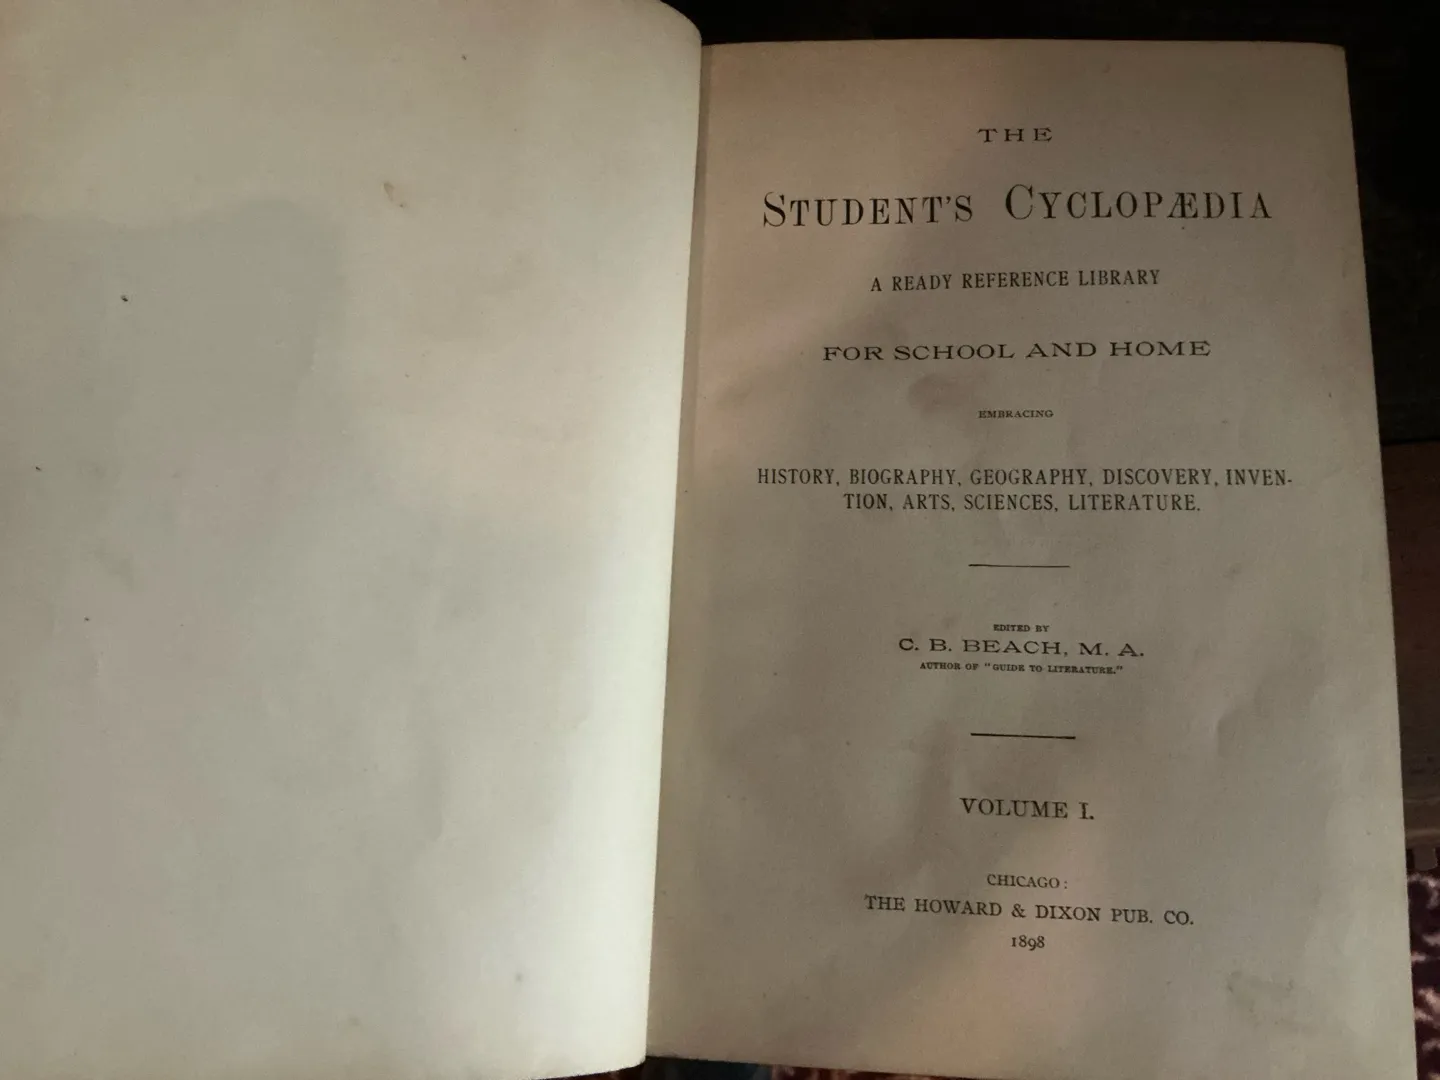 THE
STUDENT'S CYCLOPÆDIA
A READY REFERENCE LIBRARY
FOR SCHOOL AND HOME
EMBRACING
HISTORY, BIOGRAPHY, GEOGRAPHY, DISCOVERY, INVEN-
TION, ARTS, SCIENCES, LITERATURE.
EDITED BY
C. B. BEACH, M. A.
AUTHOR OF "GUIDE TO LITERATURE."
VOLUME I.
CHICAGO:
THE HOWARD & DIXON PUB. CO.
1898